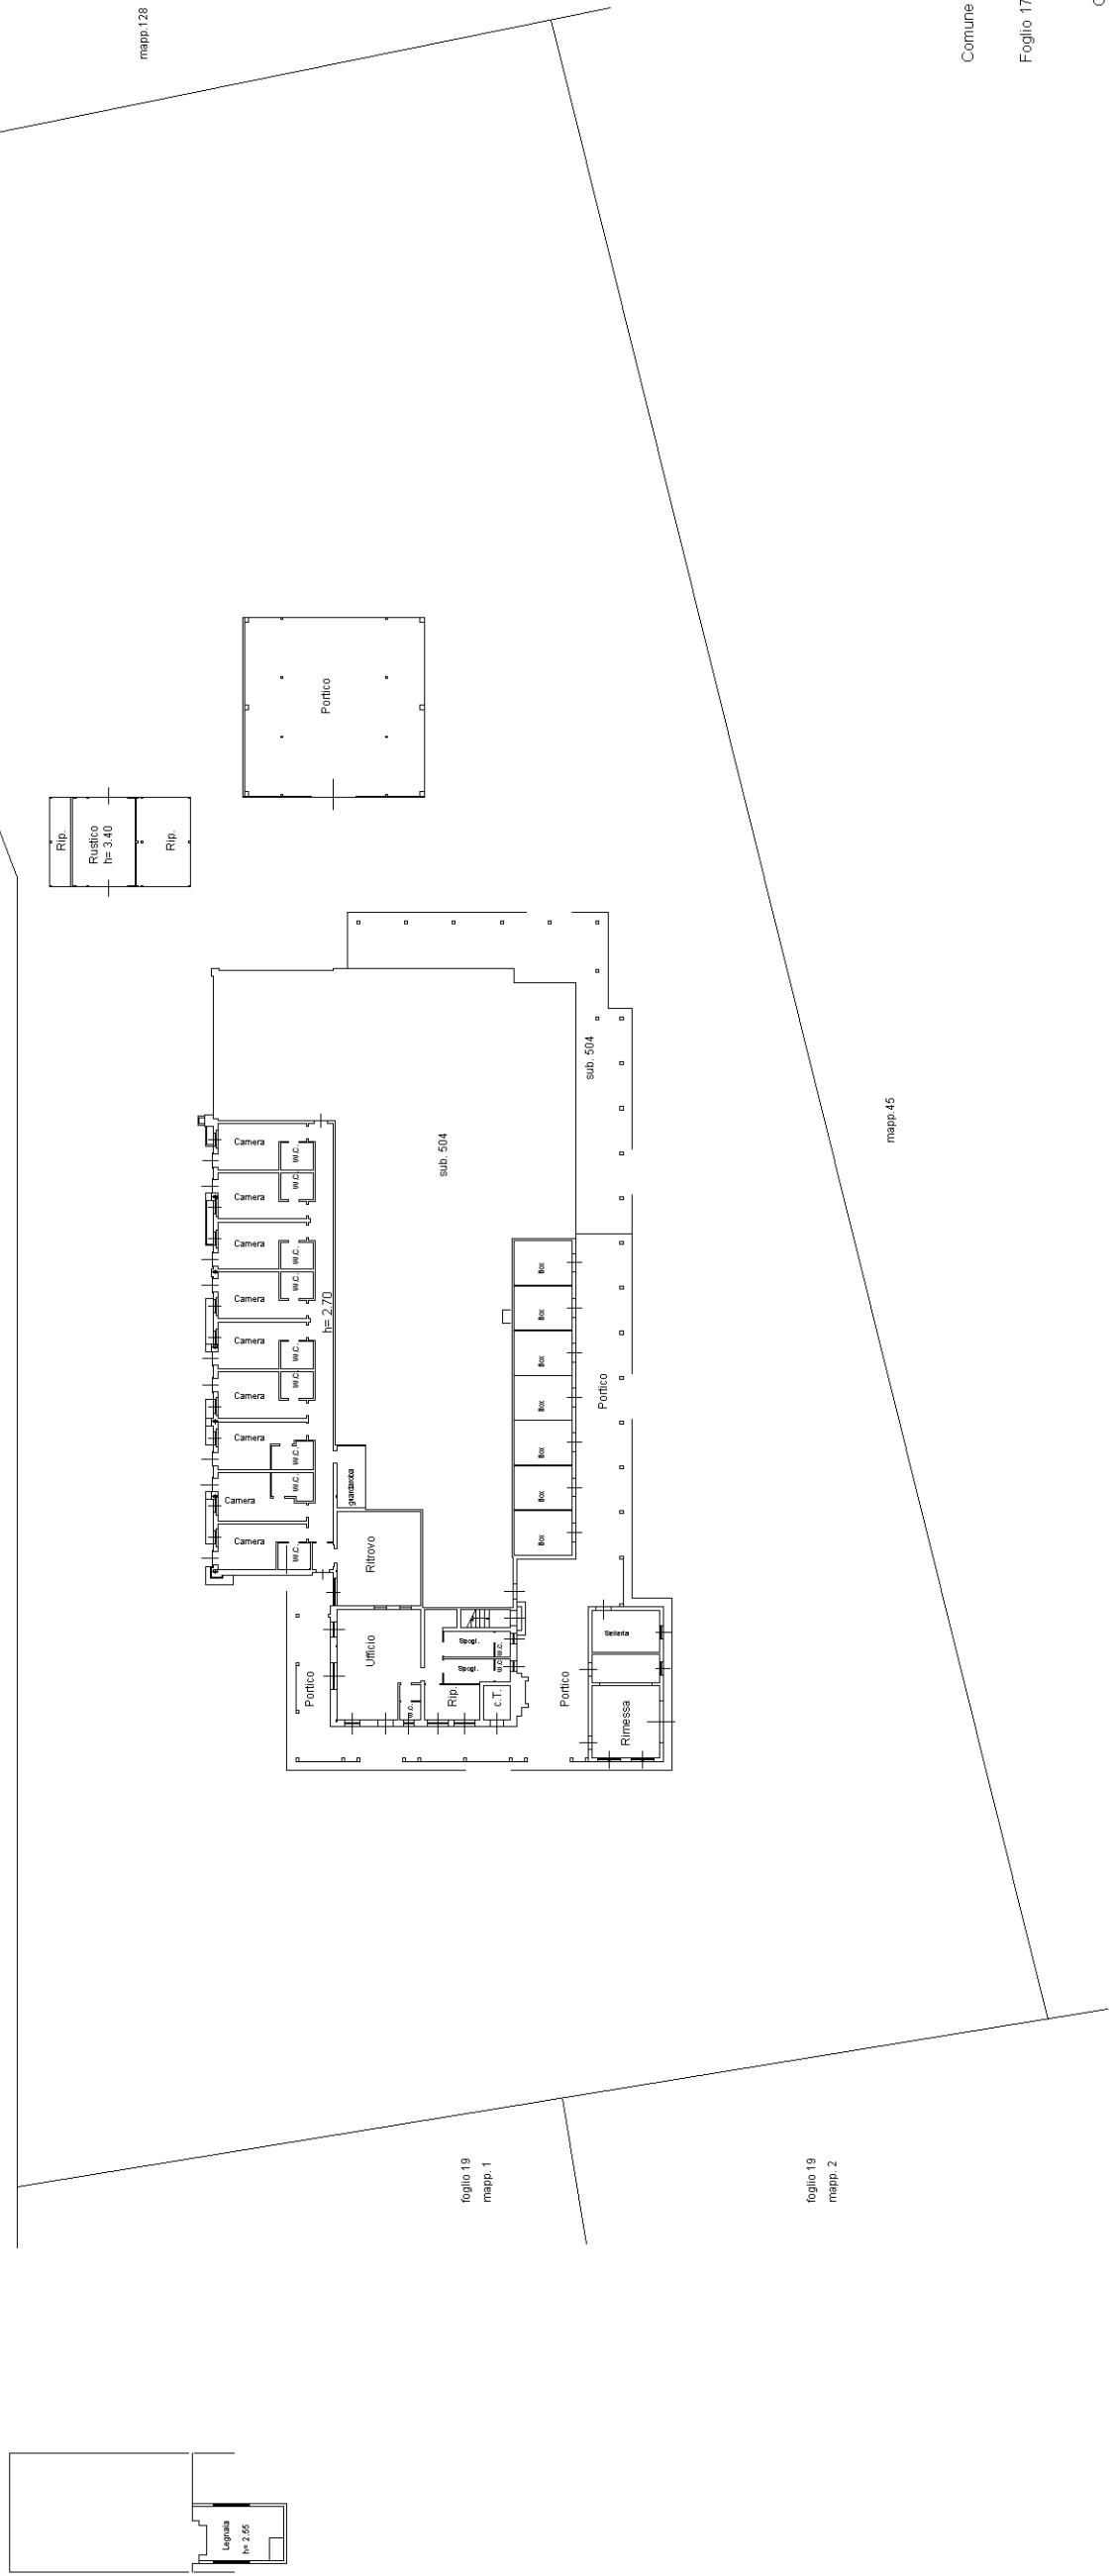 mapp.128
Comune
Foglio 17
Portico
Rip.
Rustico
h= 3.40
Rip.
sub. 504
sub. 504
mapp.45
Camera
W.C.
W.C.
Camera
Camera
W.C.
W.C.
Camera
Camera
W.C.
W.C.
Camera
Camera
W.C.
W.C.
Camera
Camera
W.C.
h= 2.70
guardaroba
Ritrovo
Box
Box
Box
Box
Box
Box
Box
Portico
Ufficio
Portico
Spogl.
Spogl.
W.C.
W.C.
W.C.
Rip.
C.T.
Portico
Selleria
Rimessa
foglio 19
mapp. 1
foglio 19
mapp. 2
Legnaia
h= 2.55